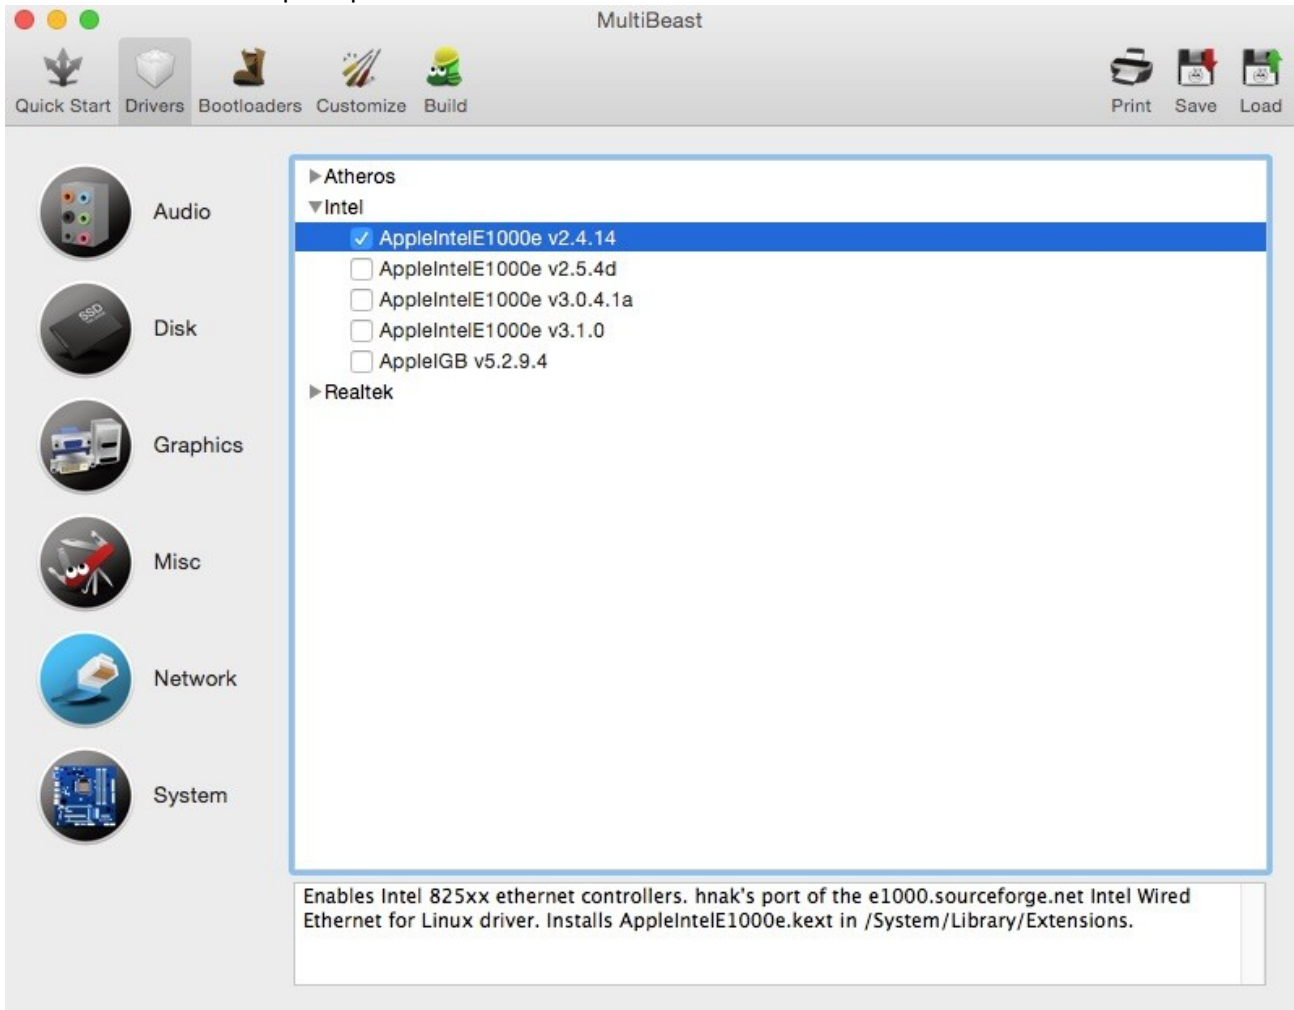 MultiBeast
Quick Start Drivers Bootloaders Customize Build Print Save Load
Audio
Disk
SSD
Graphics
Misc
Network
System
Atheros
Intel
AppleIntelE1000e v2.4.14
AppleIntelE1000e v2.5.4d
AppleIntelE1000e v3.0.4.1a
AppleIntelE1000e v3.1.0
AppleIGB v5.2.9.4
Realtek
Enables Intel 825xx ethernet controllers. hnak's port of the e1000.sourceforge.net Intel Wired
Ethernet for Linux driver. Installs AppleIntelE1000e.kext in /System/Library/Extensions.